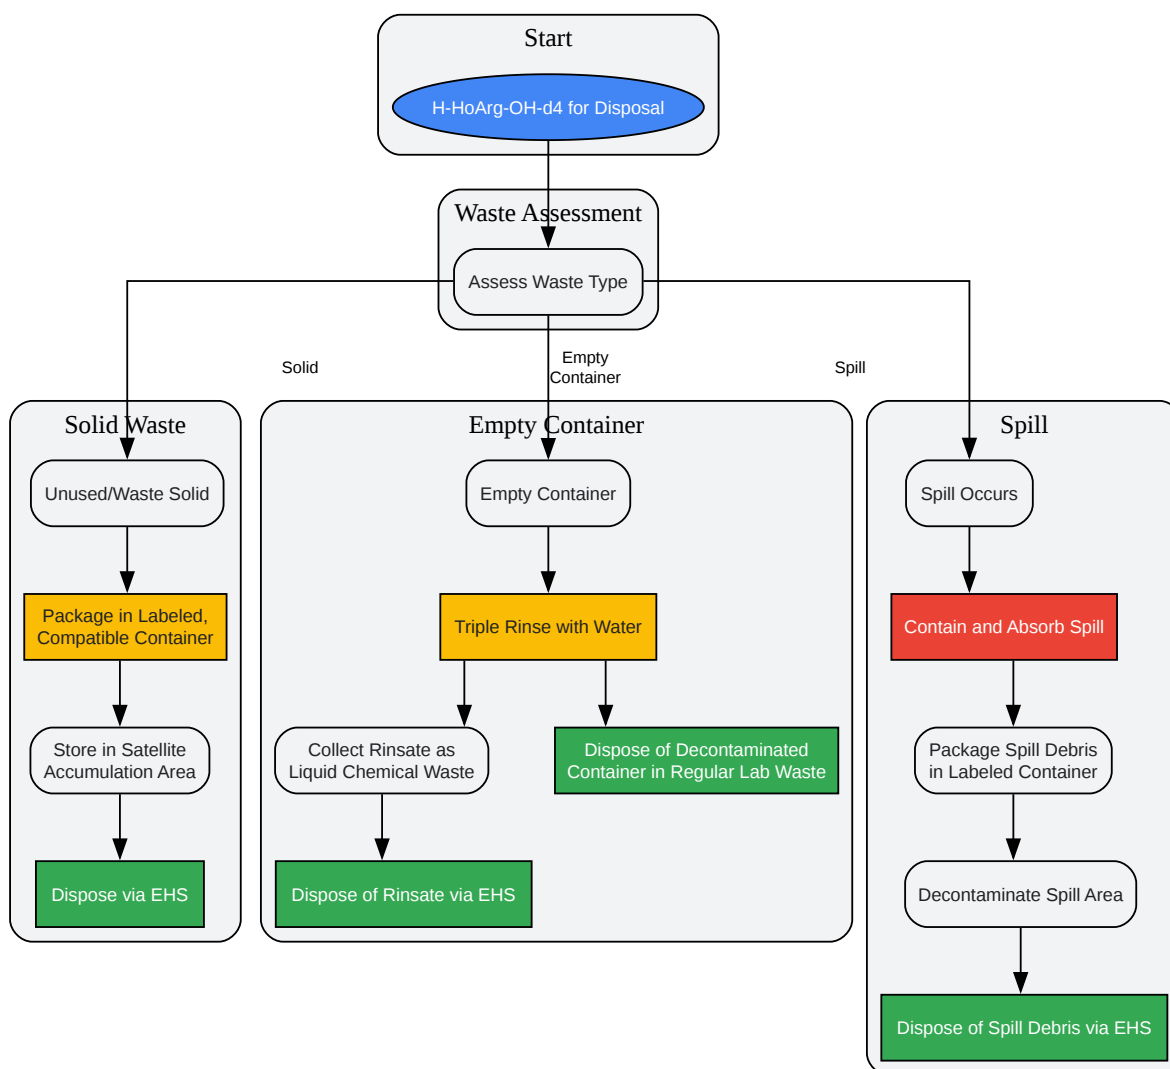 Start
H-HoArg-OH-d4 for Disposal
Waste Assessment
Assess Waste Type
Solid
Empty
Container
Spill
Solid Waste
Unused/Waste Solid
Package in Labeled,
Compatible Container
Store in Satellite
Accumulation Area
Dispose via EHS
Empty Container
Empty Container
Triple Rinse with Water
Collect Rinsate as
Liquid Chemical Waste
Dispose of Decontaminated
Container in Regular Lab Waste
Dispose of Rinsate via EHS
Spill
Spill Occurs
Contain and Absorb Spill
Package Spill Debris
in Labeled Container
Decontaminate Spill Area
Dispose of Spill Debris via EHS